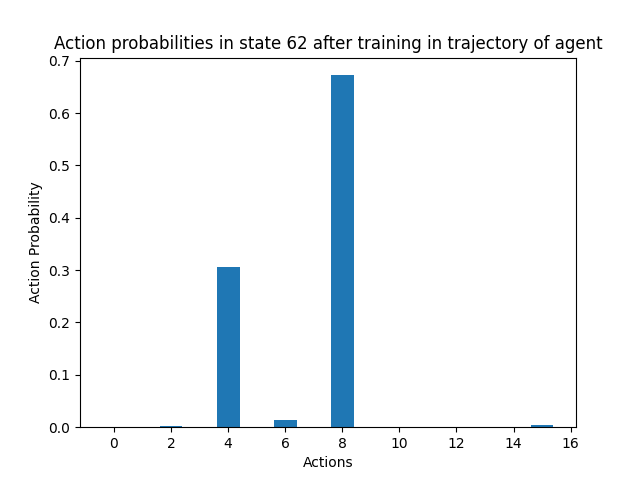 Action probabilities in state 62 after training in trajectory of agent
0.7
0.6
0.5
0.4
0.3
0.2
0.1
0.0
Action Probability
0 2 4 6 8 10 12 14 16
Actions